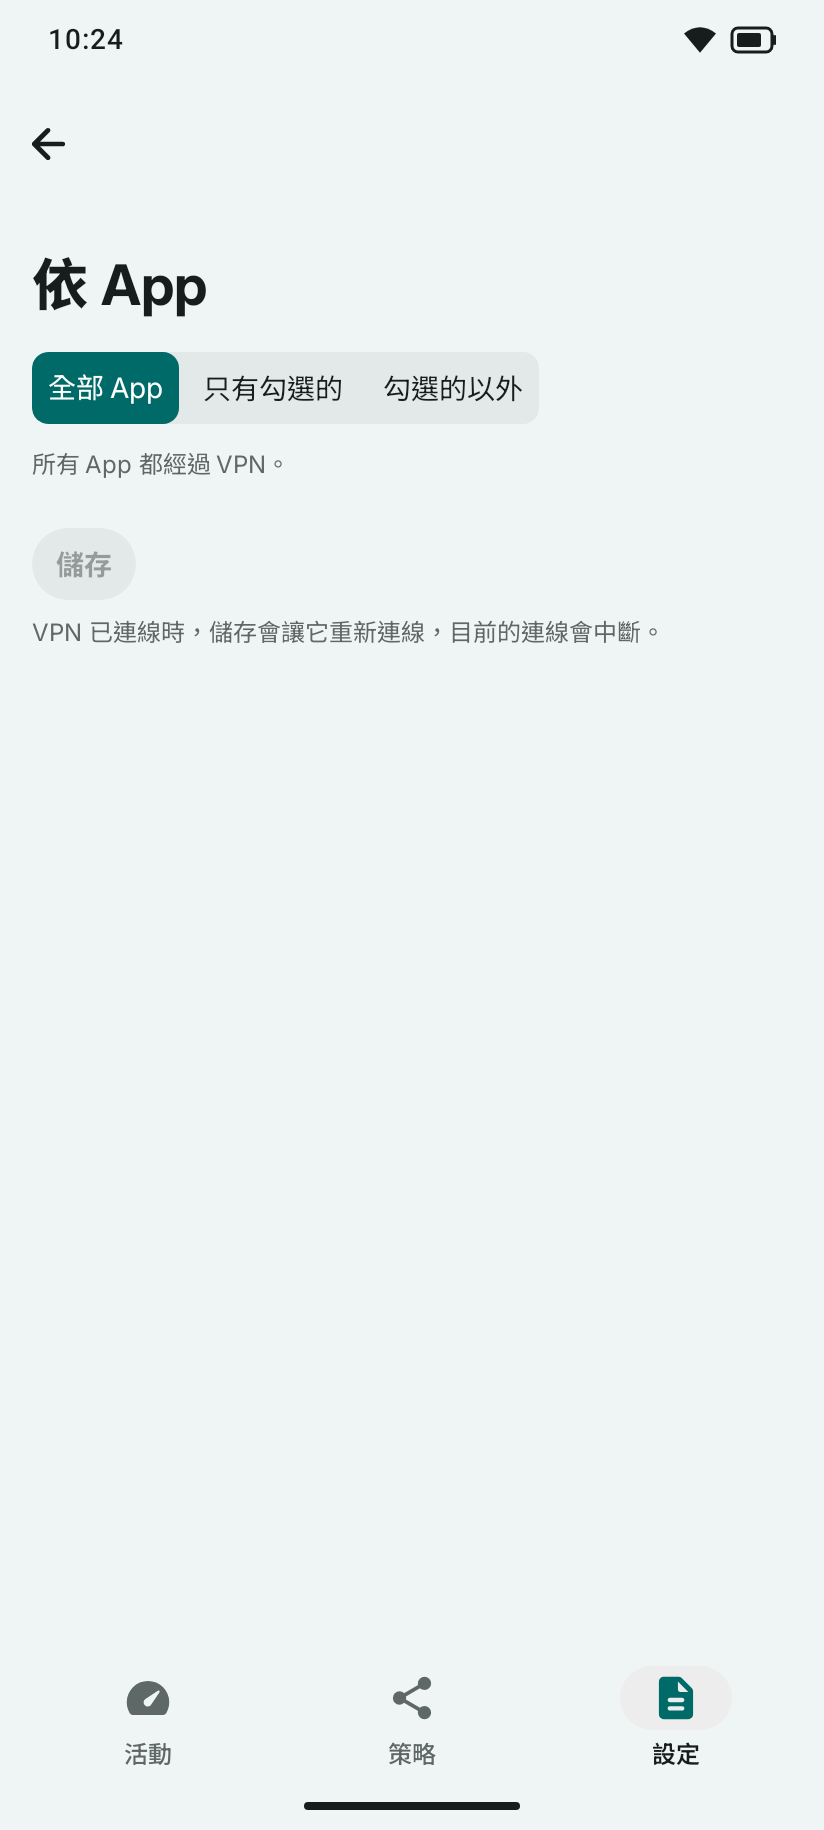 10:24
依 App
全部 App
只有勾選的
勾選的以外
所有 App 都經過 VPN。
儲存
VPN 已連線時，儲存會讓它重新連線，目前的連線會中斷。
活動
策略
設定